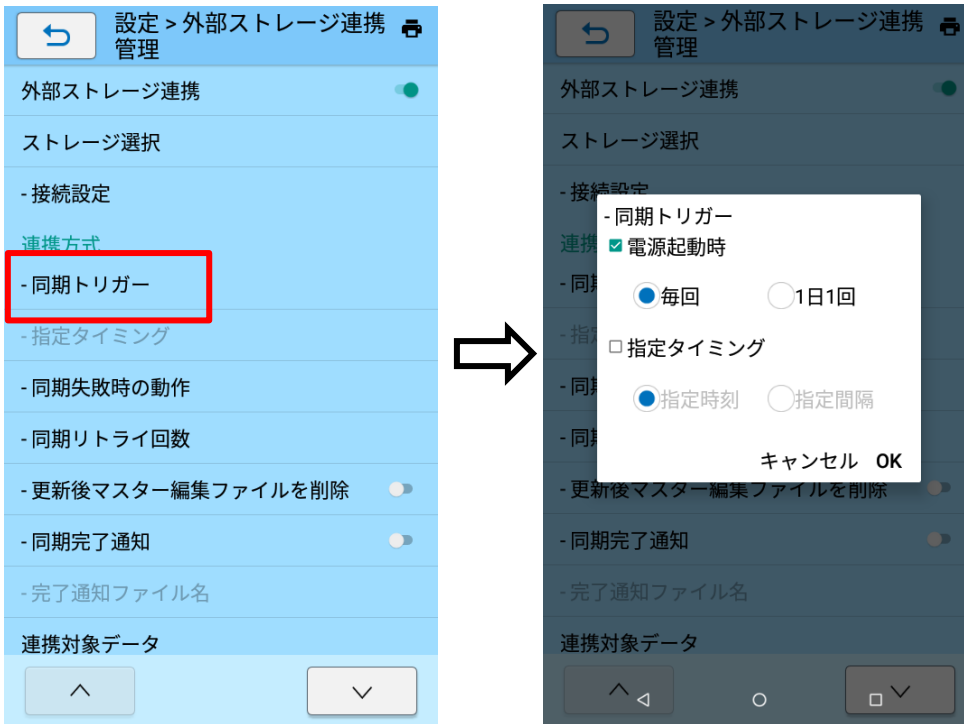 設定 > 外部ストレージ連携
管理
外部ストレージ連携
ストレージ選択
- 接続設定
連携方式
- 同期トリガー
- 指定タイミング
- 同期失敗時の動作
- 同期リトライ回数
- 更新後マスター編集ファイルを削除
- 同期完了通知
- 完了通知ファイル名
連携対象データ
設定 > 外部ストレージ連携
管理
外部ストレージ連携
ストレージ選択
- 接続設定
連携
- 同期トリガー
電源起動時
毎回 1日1回
指定タイミング
指定時刻 指定間隔
キャンセル OK
- 同
- 指
- 同
- 同
- 更新後マスター編集ファイルを削除
- 同期完了通知
- 完了通知ファイル名
連携対象データ